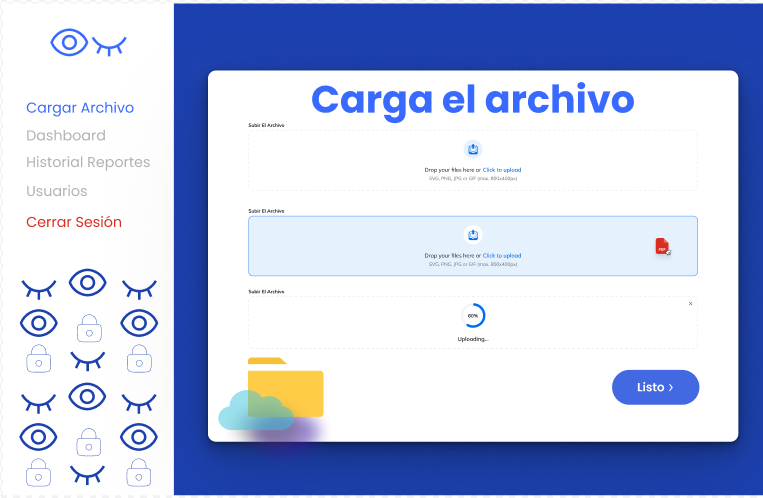 Cargar Archivo
Dashboard
Historial Reportes
Usuarios
Cerrar Sesión
Carga el archivo
Subir El Archivo
Drop your files here or Click to upload
SVG, PNG, JPG or GIF (max. 800x400px)
Subir El Archivo
Drop your files here or Click to upload
SVG, PNG, JPG or GIF (max. 800x400px)
PDF
Subir El Archivo
60%
Uploading...
Listo